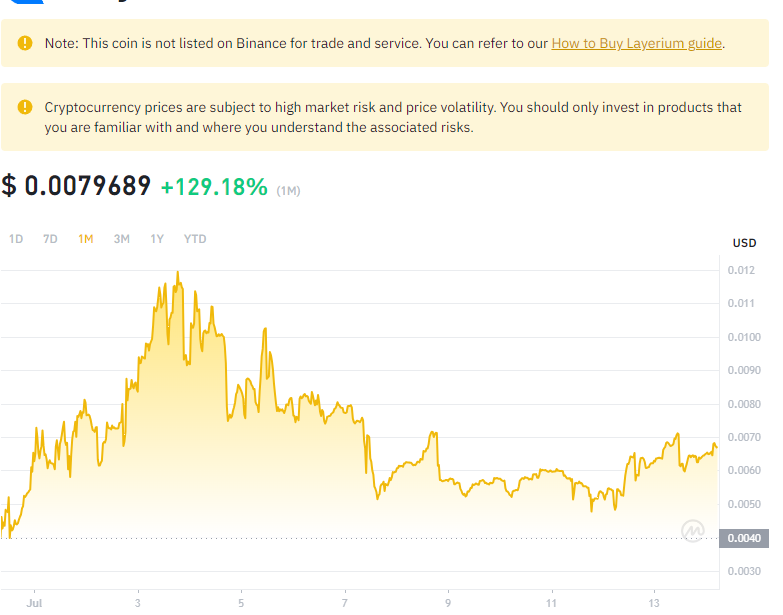 Note: This coin is not listed on Binance for trade and service. You can refer to our How to Buy Layerium guide.
Cryptocurrency prices are subject to high market risk and price volatility. You should only invest in products that
you are familiar with and where you understand the associated risks.
$ 0.0079689 +129.18% (1M)
1D 7D 1M 3M 1Y YTD
USD
0.012
0.011
0.0100
0.0090
0.0080
0.0070
0.0060
0.0050
0.0040
0.0030
Jul 3 5 7 9 11 13